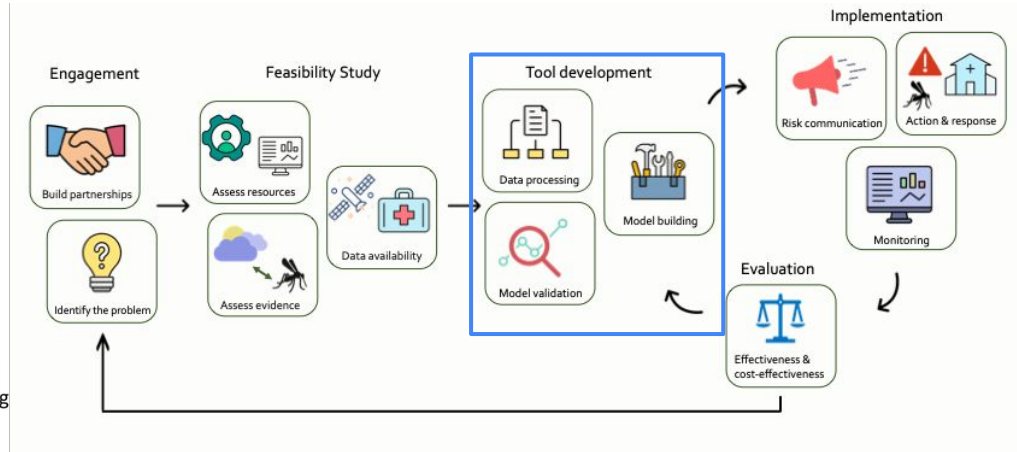 Implementation
Engagement
Feasibility Study
Tool development
Build partnerships
Identify the problem
Assess resources
Assess evidence
Data availability
Data processing
Model validation
Model building
Risk communication
Action & response
Monitoring
Evaluation
Effectiveness &
cost-effectiveness
g